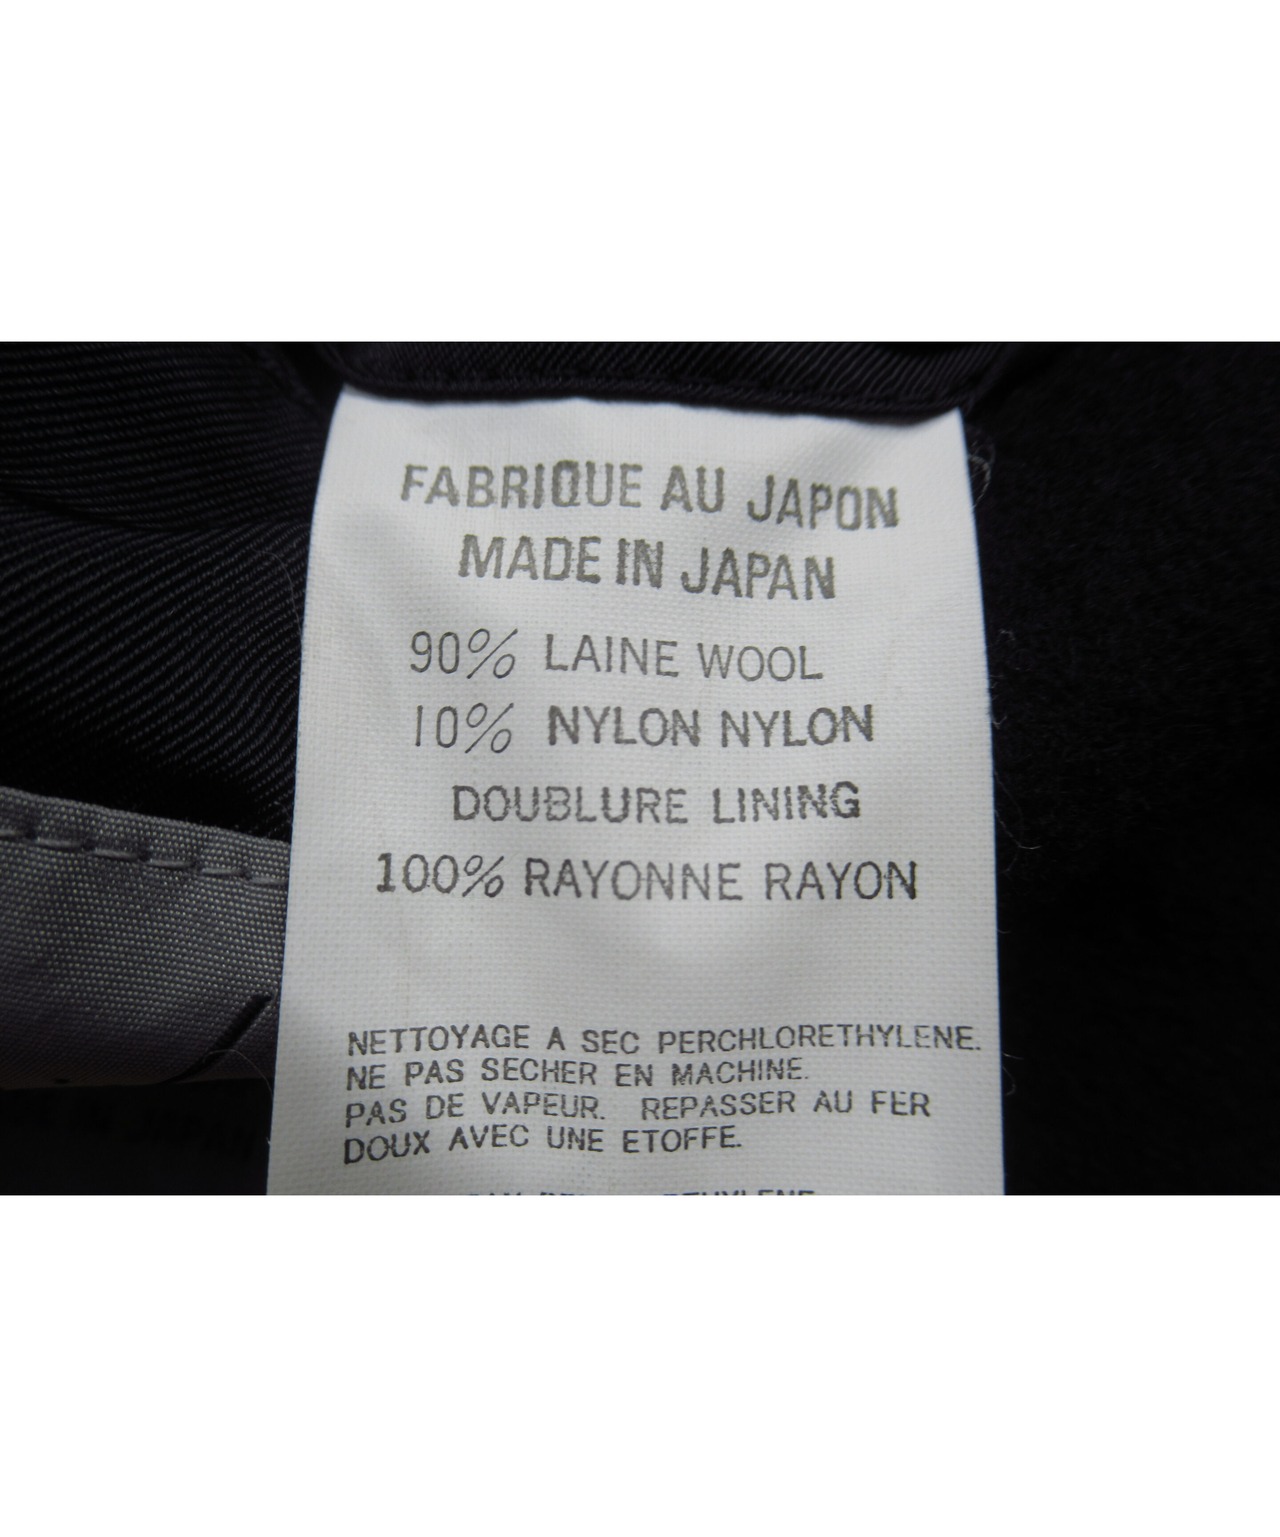 FABRIQUE AU JAPON
MADE IN JAPAN
90% LAINE WOOL
10% NYLON NYLON
DOUBLURE LINING
100% RAYONNE RAYON
NETTOYAGE A SEC PERCHLORETHYLENE.
NE PAS SECHER EN MACHINE.
PAS DE VAPEUR. REPASSER AU FER
DOUX AVEC UNE ETOFFE.